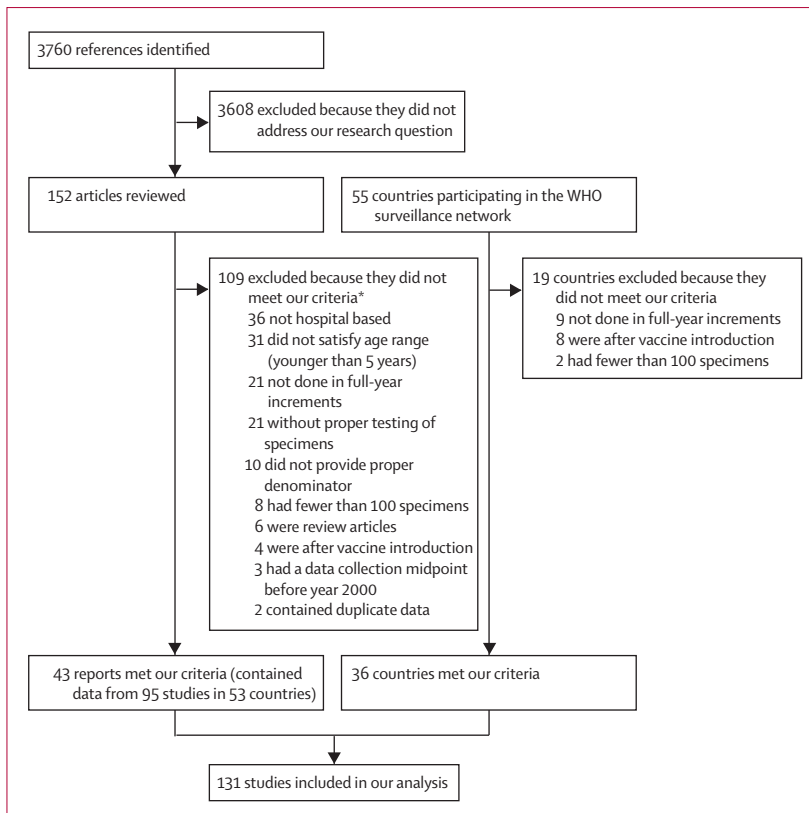 3760 references identified
3608 excluded because they did not
address our research question
152 articles reviewed
55 countries participating in the WHO
surveillance network
109 excluded because they did not
meet our criteria*
36 not hospital based
31 did not satisfy age range
(younger than 5 years)
21 not done in full-year
increments
21 without proper testing of
specimens
10 did not provide proper
denominator
8 had fewer than 100 specimens
6 were review articles
4 were after vaccine introduction
3 had a data collection midpoint
before year 2000
2 contained duplicate data
19 countries excluded because they
did not meet our criteria
9 not done in full-year increments
8 were after vaccine introduction
2 had fewer than 100 specimens
43 reports met our criteria (contained
data from 95 studies in 53 countries)
36 countries met our criteria
131 studies included in our analysis